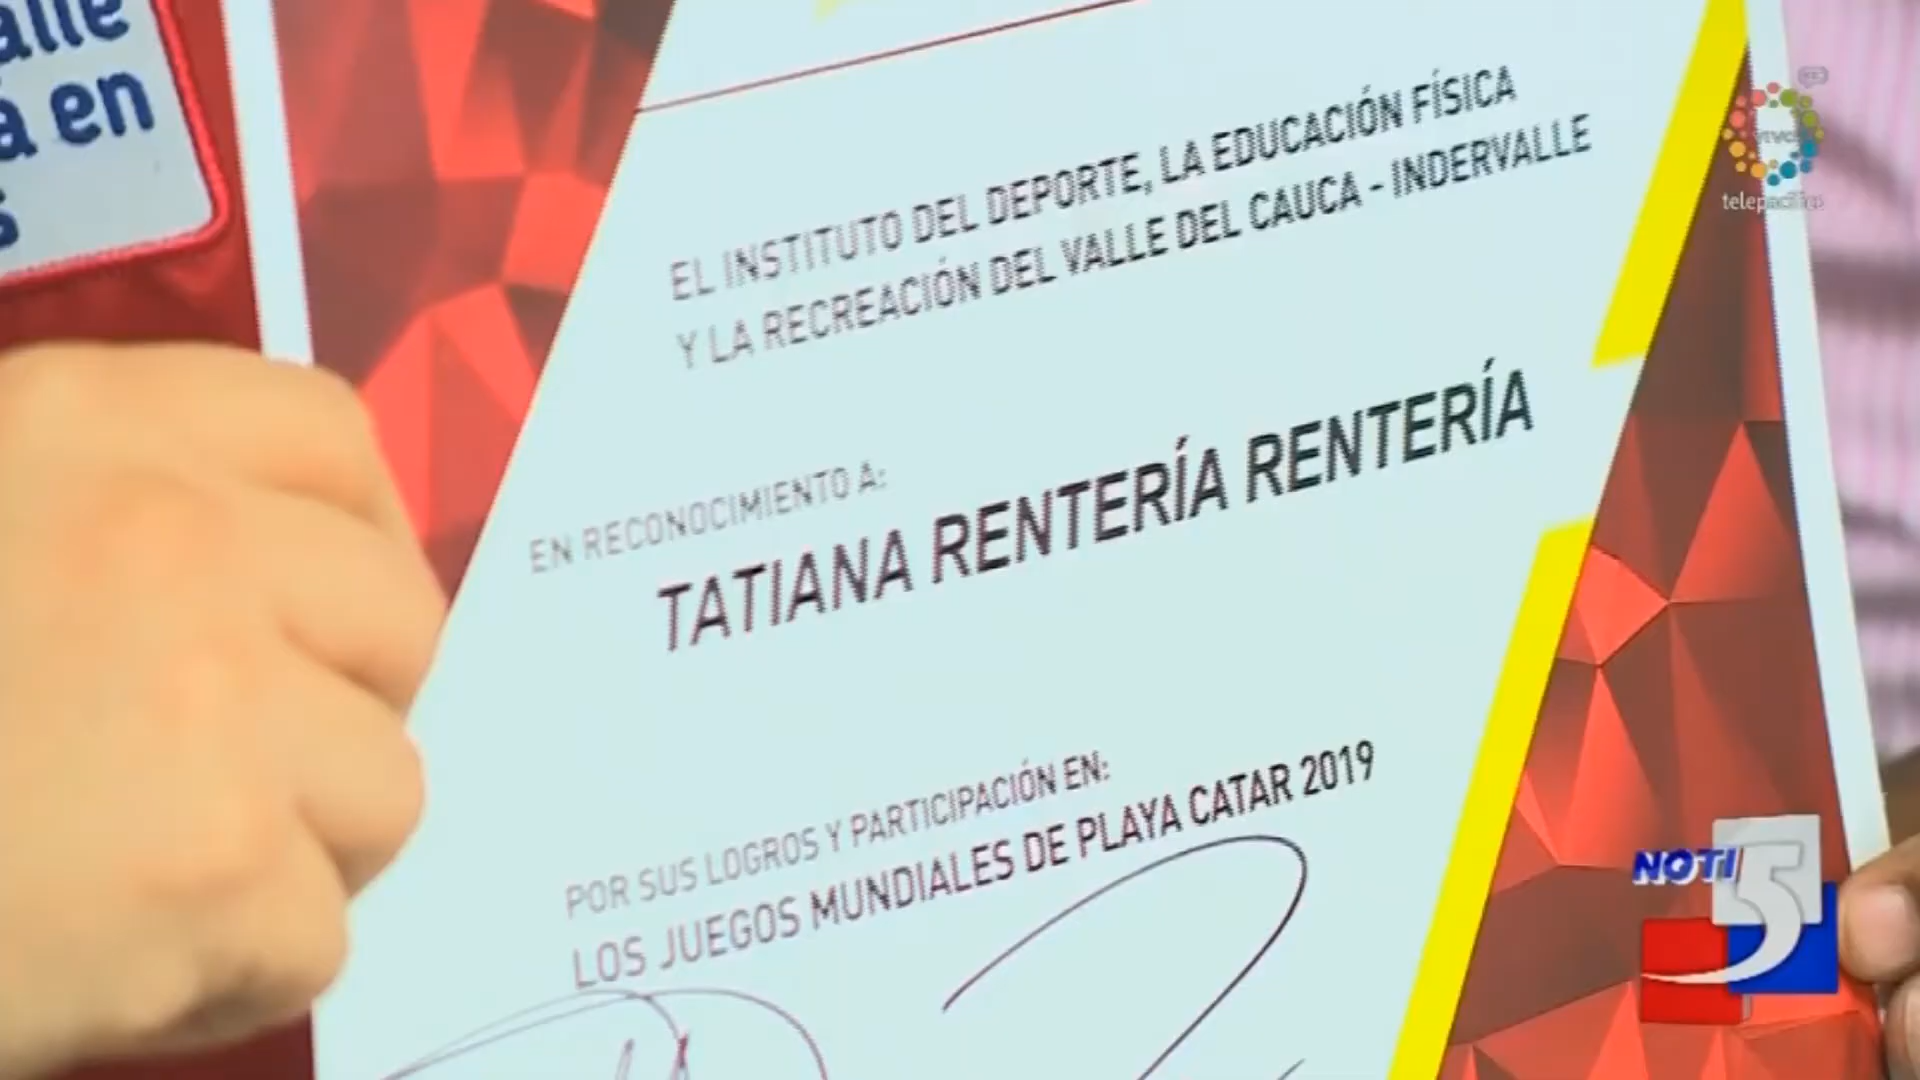 en
telepacífico
EL INSTITUTO DEL DEPORTE, LA EDUCACIÓN FÍSICA
Y LA RECREACIÓN DEL VALLE DEL CAUCA - INDERVALLE
EN RECONOCIMIENTO A:
TATIANA RENTERÍA RENTERÍA
POR SUS LOGROS Y PARTICIPACIÓN EN:
LOS JUEGOS MUNDIALES DE PLAYA CATAR 2019
NOTI 5